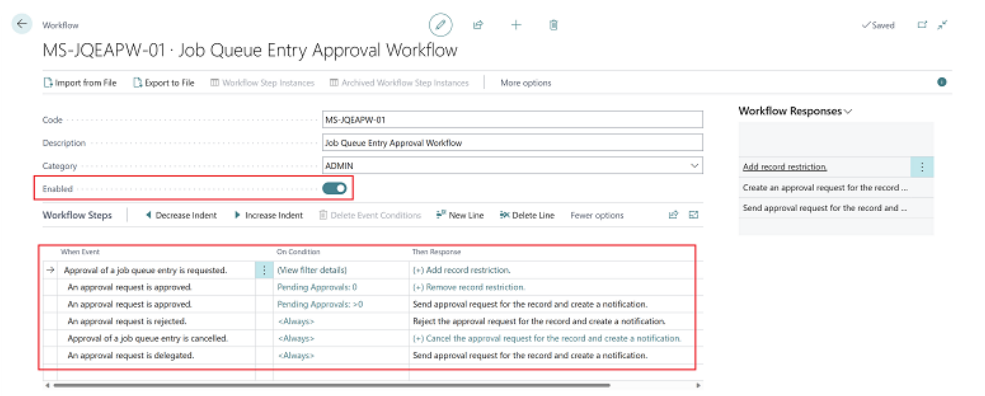 Workflow
Saved
MS-JQEAPW-01 · Job Queue Entry Approval Workflow
Import from File Export to File Workflow Step Instances Archived Workflow Step Instances More options
Code MS-JQEAPW-01
Description Job Queue Entry Approval Workflow
Category ADMIN
Enabled
Workflow Responses
Add record restriction.
Create an approval request for the record ...
Send approval request for the record and ...
Workflow Steps Decrease Indent Increase Indent Delete Event Conditions New Line Delete Line Fewer options
When Event On Condition Then Response
Approval of a job queue entry is requested. (View filter details) (+) Add record restriction.
An approval request is approved. Pending Approvals: 0 (+) Remove record restriction.
An approval request is approved. Pending Approvals: >0 Send approval request for the record and create a notification.
An approval request is rejected. <Always> Reject the approval request for the record and create a notification.
Approval of a job queue entry is cancelled. <Always> (+) Cancel the approval request for the record and create a notification.
An approval request is delegated. <Always> Send approval request for the record and create a notification.